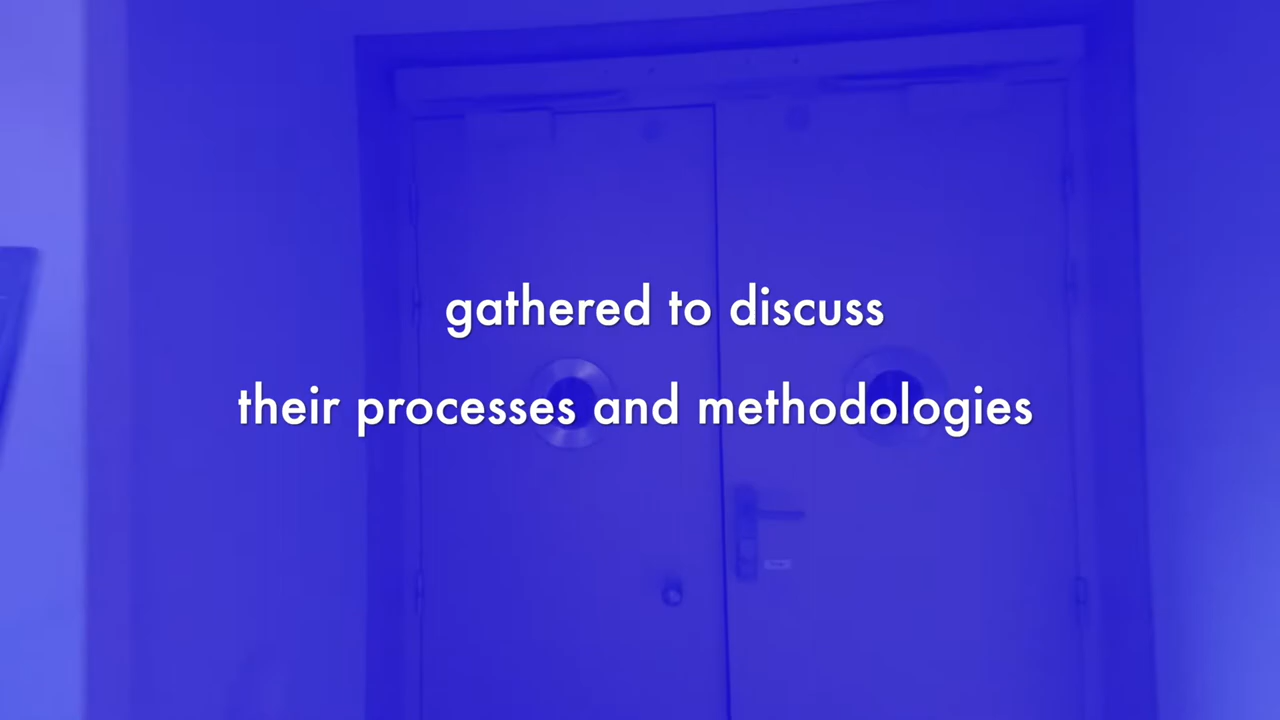 gathered to discuss
their processes and methodologies